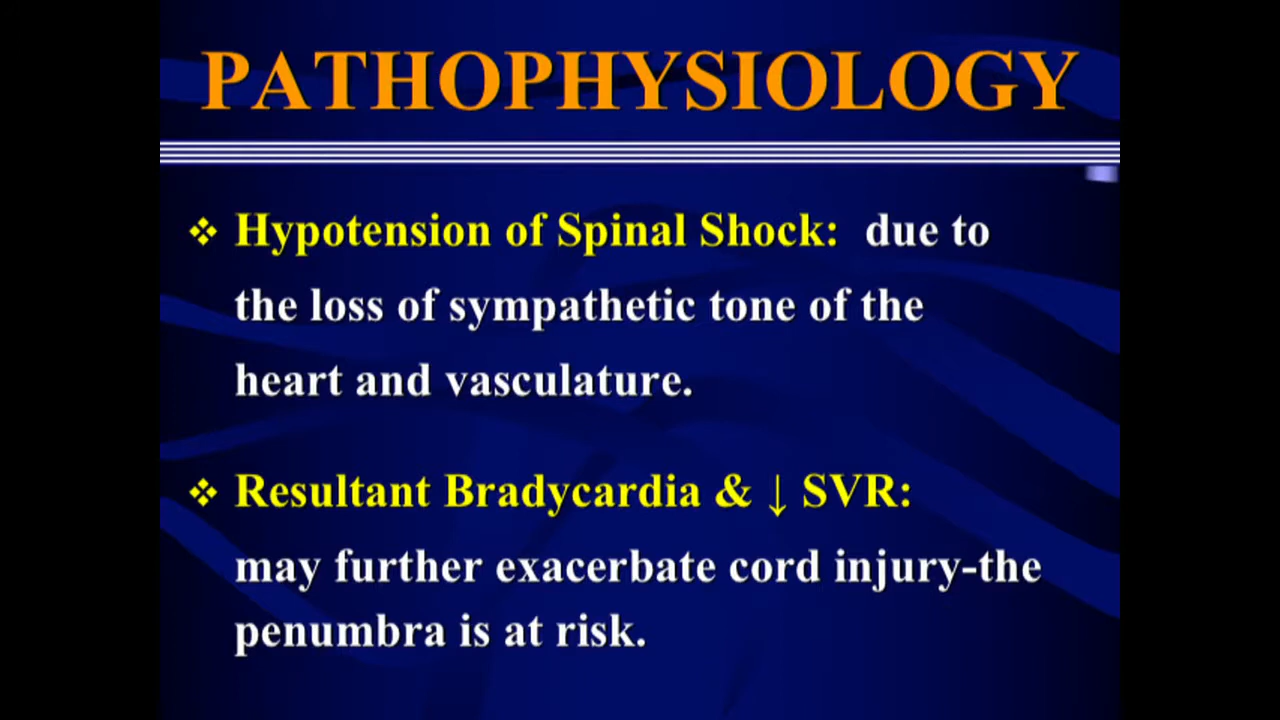 PATHOPHYSIOLOGY
❖ Hypotension of Spinal Shock: due to
the loss of sympathetic tone of the
heart and vasculature.
❖ Resultant Bradycardia & ↓ SVR:
may further exacerbate cord injury-the
penumbra is at risk.